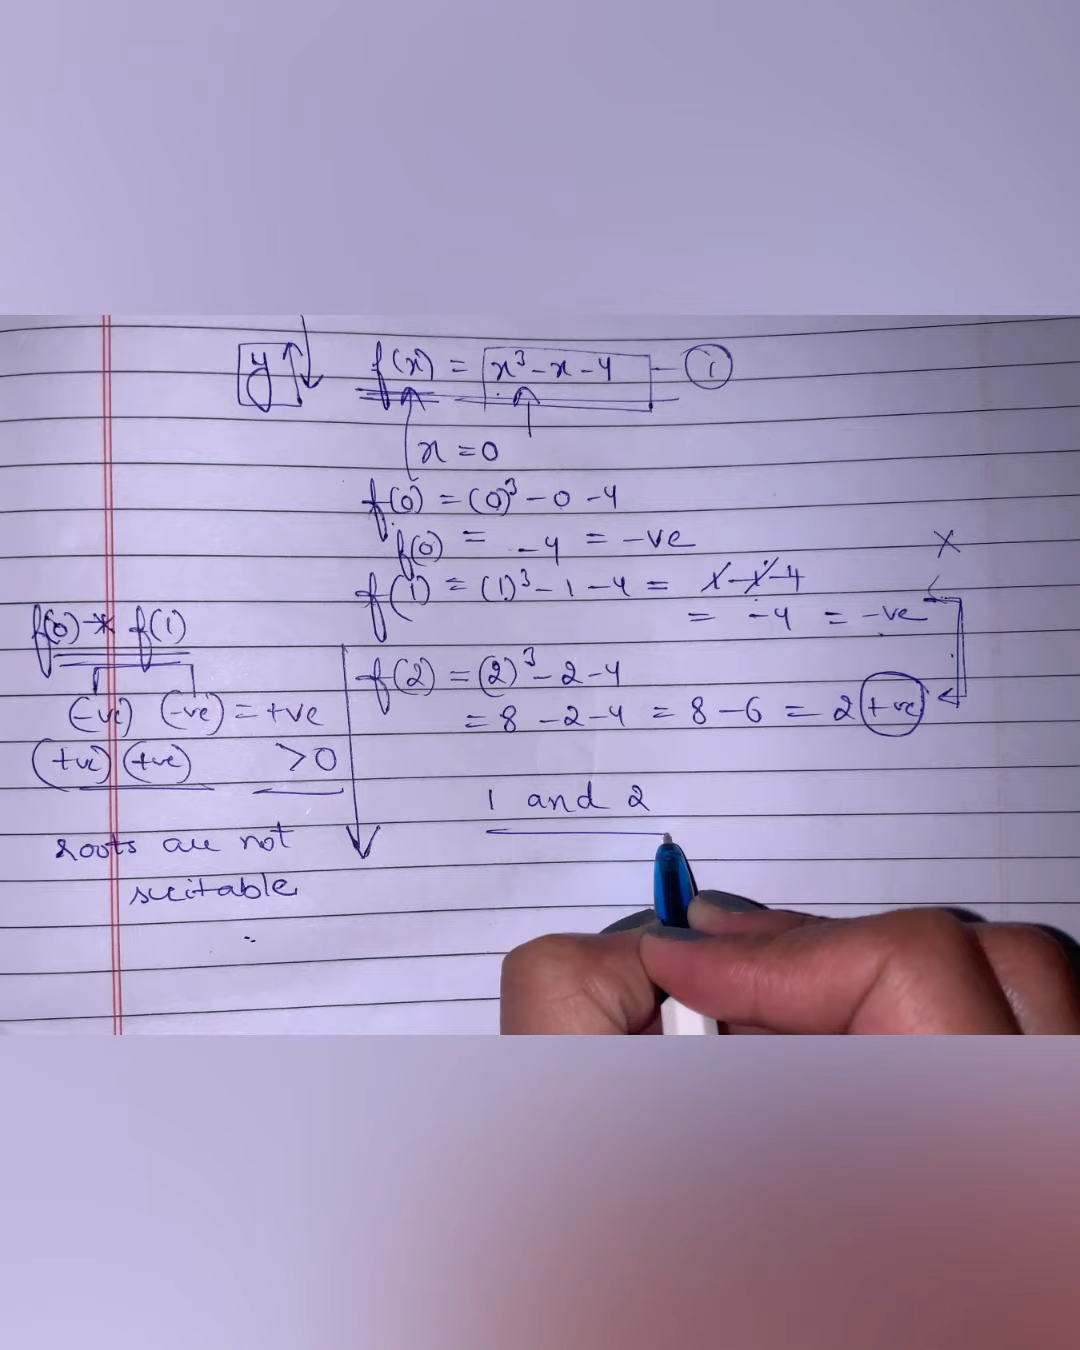 y f(x) = x³ - x - 4 - (i)
x = 0
f(0) = (0)³ - 0 - 4
f(0) = -4 = -ve
f(1) = (1)³ - 1 - 4 = 1 - 1 - 4
= -4 = -ve
f(2) = (2)³ - 2 - 4
= 8 - 2 - 4 = 8 - 6 = 2 +ve
1 and 2
f(0) * f(1)
(-ve) (-ve) = +ve
(+ve) (+ve) > 0
roots are not
suitable